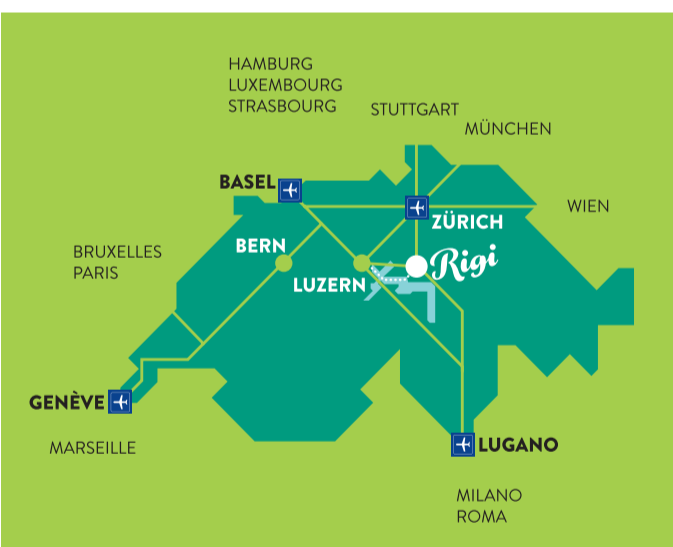 HAMBURG
LUXEMBOURG
STRASBOURG
STUTTGART
MÜNCHEN
BASEL
WIEN
ZÜRICH
BERN
BRUXELLES
PARIS
Rigi
LUZERN
GENÈVE
MARSEILLE
LUGANO
MILANO
ROMA